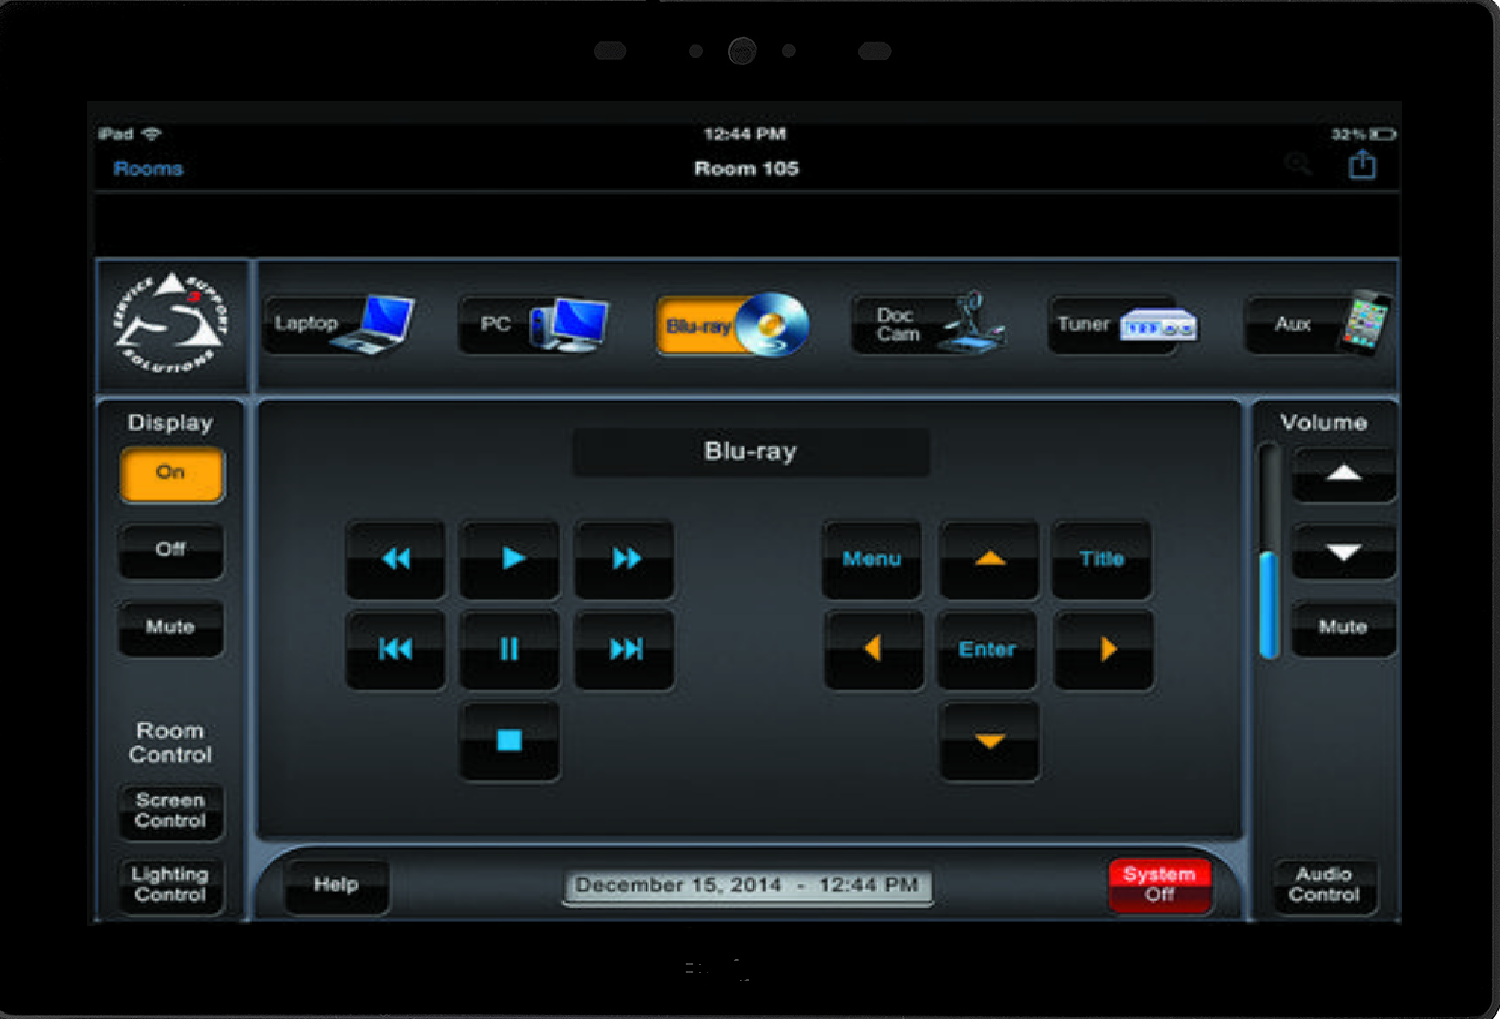 iPad 12:44 PM 32%
Rooms Room 105
SERVICE SUPPORT SOLUTIONS
S3
Laptop
PC
Blu-ray
Doc
Cam
Tuner
Aux
Display
On
Off
Mute
Room
Control
Screen
Control
Lighting
Control
Blu-ray
Menu
Title
Enter
Volume
Mute
Help
December 15, 2014 - 12:44 PM
System
Off
Audio
Control